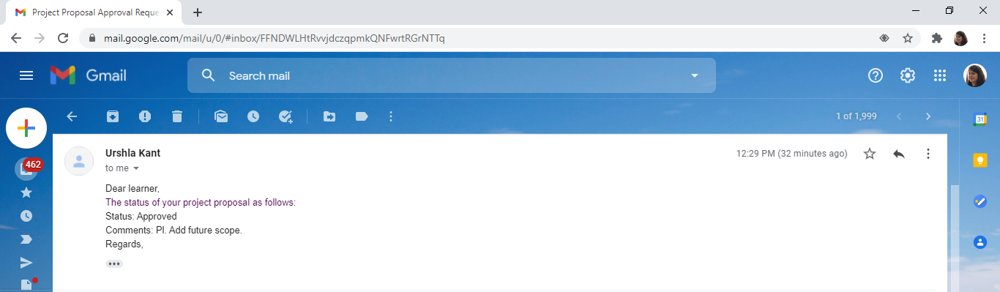 Project Proposal Approval Reque
mail.google.com/mail/u/0/#inbox/FFNDWLHtRvvjdczqpmkQNFwrtRGrNTTq
Gmail
Search mail
1 of 1,999
31
462
Urshla Kant
12:29 PM (32 minutes ago)
to me
Dear learner,
The status of your project proposal as follows:
Status: Approved
Comments: Pl. Add future scope.
Regards,